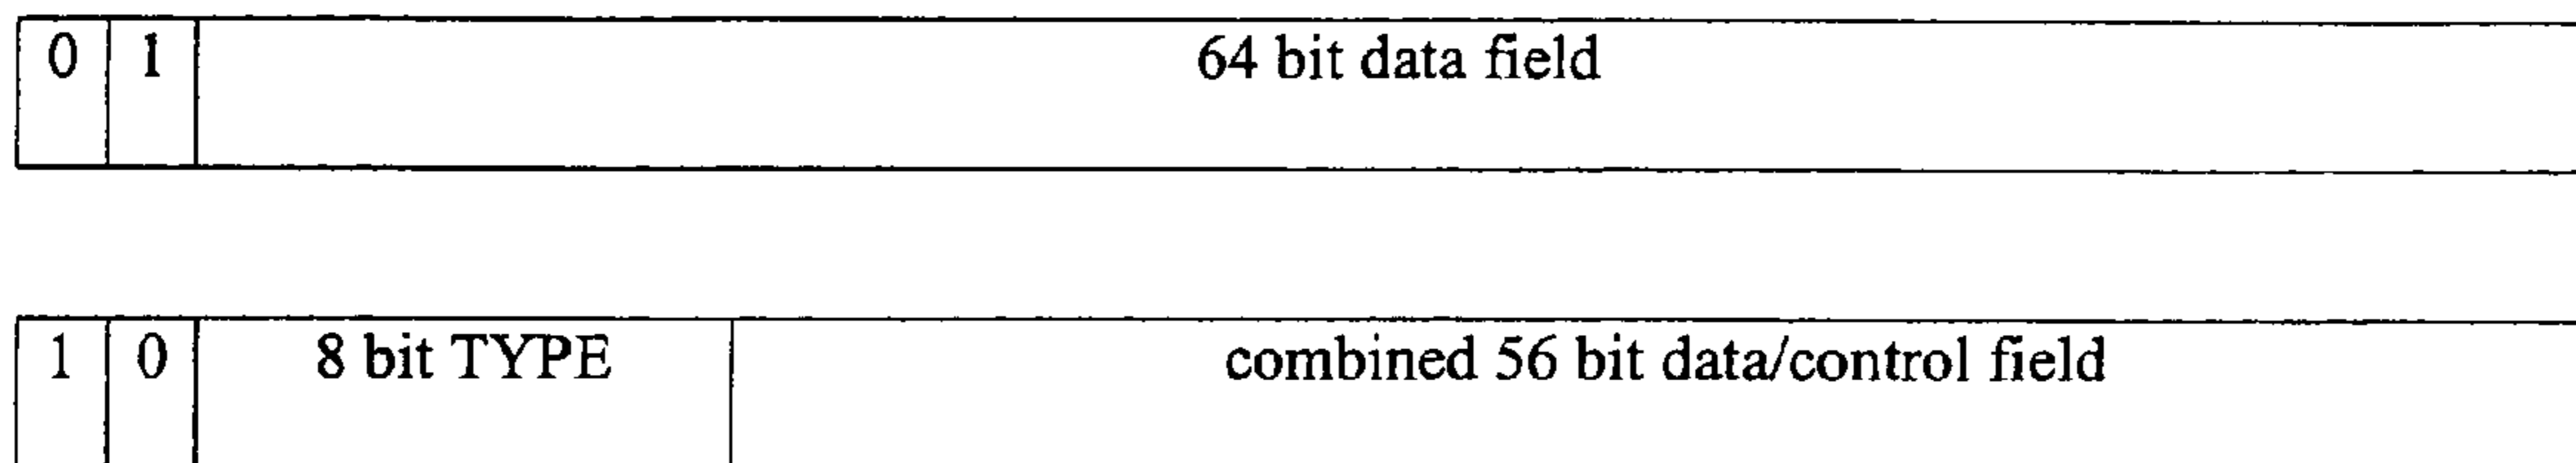 0 1 64 bit data field
1 0 8 bit TYPE combined 56 bit data/control field